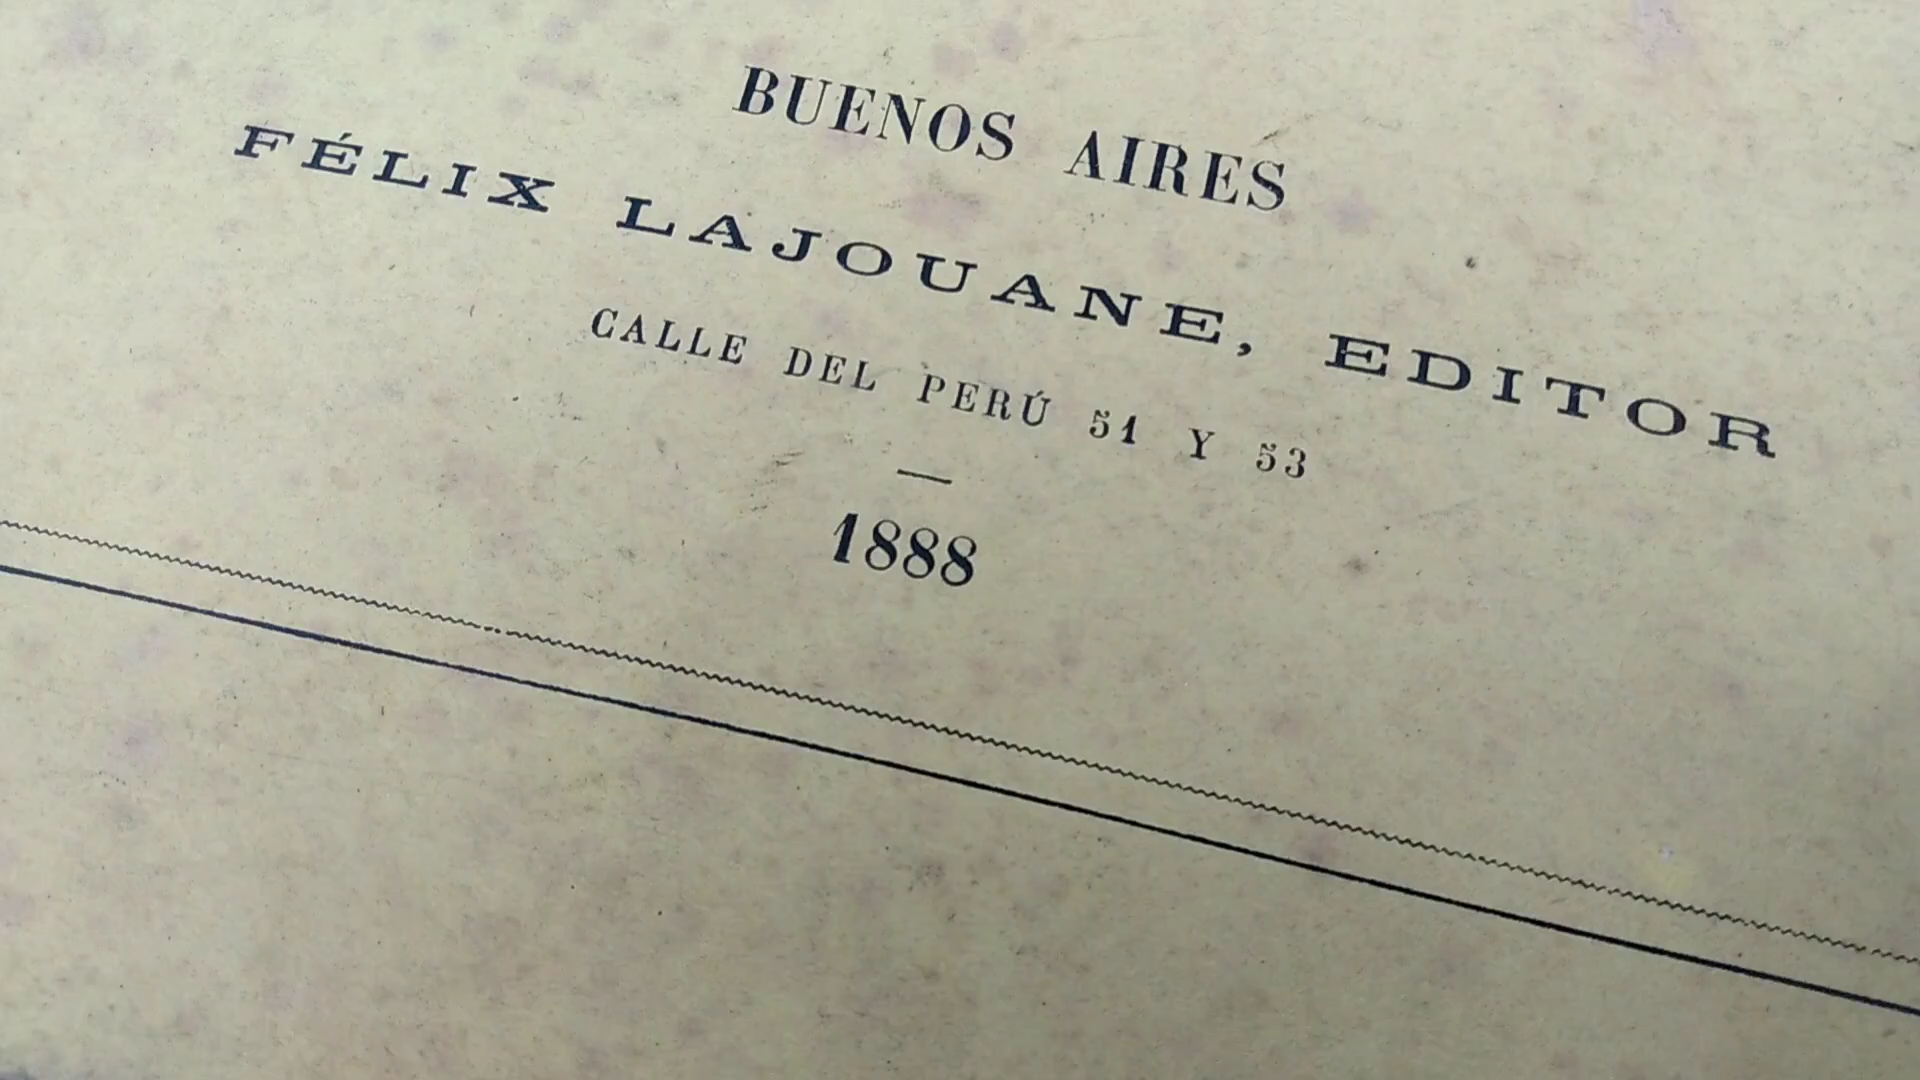 BUENOS AIRES
FÉLIX LAJOUANE, EDITOR
CALLE DEL PERÚ 51 Y 53
—
1888